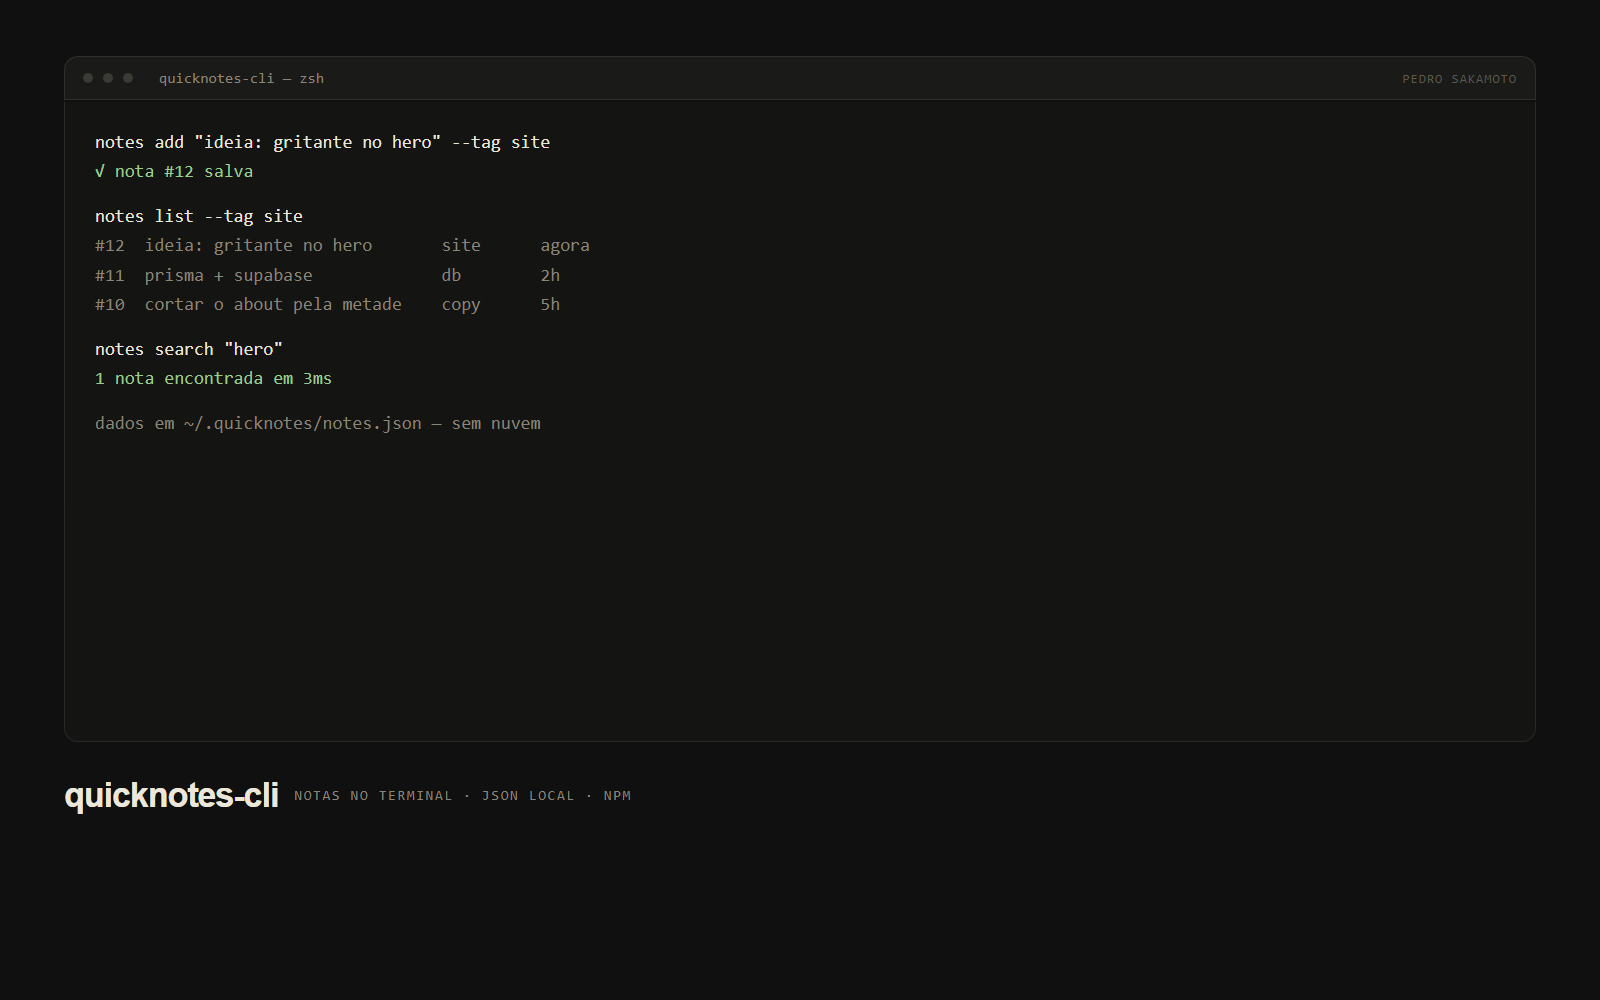 quicknotes-cli — zsh
PEDRO SAKAMOTO
notes add "ideia: gritante no hero" --tag site
√ nota #12 salva
notes list --tag site
#12 ideia: gritante no hero site agora
#11 prisma + supabase db 2h
#10 cortar o about pela metade copy 5h
notes search "hero"
1 nota encontrada em 3ms
dados em ~/.quicknotes/notes.json — sem nuvem
quicknotes-cli NOTAS NO TERMINAL · JSON LOCAL · NPM